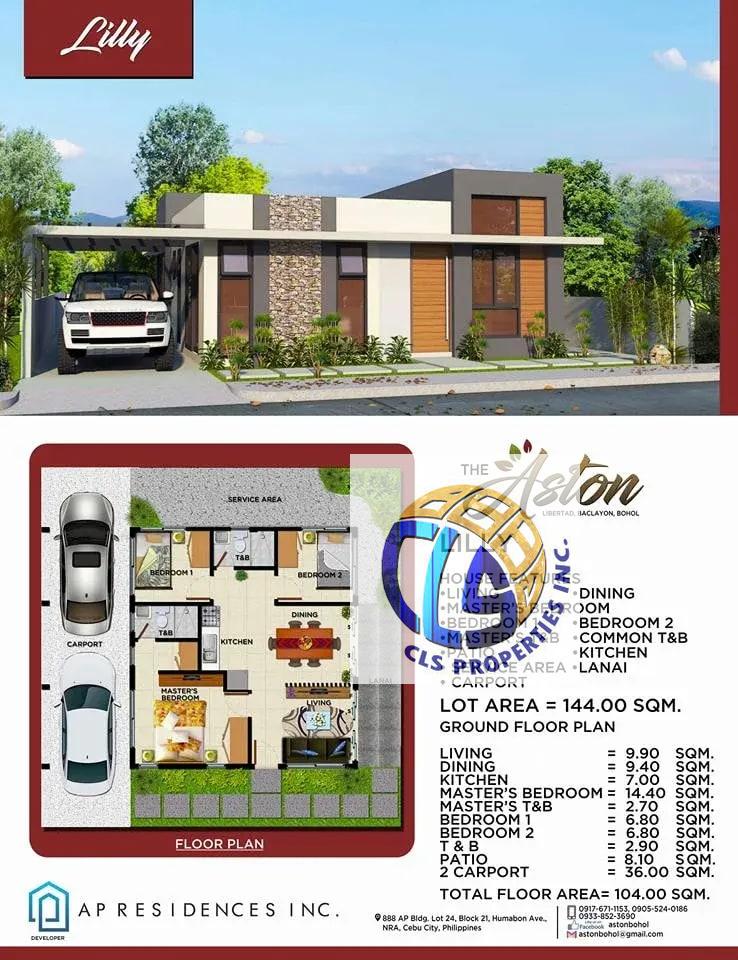 Lilly
THE Aston
LIBERTAD, BACLAYON, BOHOL
LILLY
HOUSE FEATURES
•LIVING •DINING
•MASTER'S BEDROOM
•BEDROOM 1 •BEDROOM 2
•MASTER'S T&B •COMMON T&B
•PATIO •KITCHEN
•SERVICE AREA •LANAI
•CARPORT
CLS PROPERTIES INC.
LOT AREA = 144.00 SQM.
GROUND FLOOR PLAN
LIVING = 9.90 SQM.
DINING = 9.40 SQM.
KITCHEN = 7.00 SQM.
MASTER'S BEDROOM = 14.40 SQM.
MASTER'S T&B = 2.70 SQM.
BEDROOM 1 = 6.80 SQM.
BEDROOM 2 = 6.80 SQM.
T & B = 2.90 SQM.
PATIO = 8.10 SQM.
2 CARPORT = 36.00 SQM.
TOTAL FLOOR AREA= 104.00 SQM.
SERVICE AREA
BEDROOM 1
T&B
BEDROOM 2
T&B
DINING
KITCHEN
CARPORT
LANAI
MASTER'S
BEDROOM
LIVING
FLOOR PLAN
AP RESIDENCES INC.
DEVELOPER
888 AP Bldg. Lot 24, Block 21, Humabon Ave.,
NRA, Cebu City, Philippines
0917-671-1153, 0905-524-0186
0933-852-3690
Facebook astonbohol
astonbohol@gmail.com